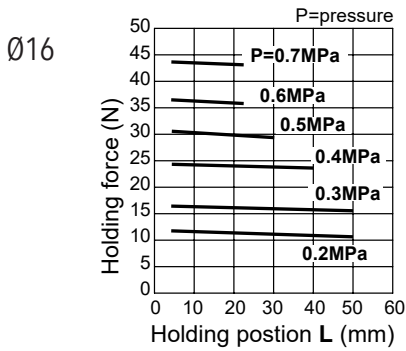 P=pressure
Ø16
50
45
40
35
30
25
20
15
10
5
0
Holding force (N)
P=0.7MPa
0.6MPa
0.5MPa
0.4MPa
0.3MPa
0.2MPa
0 10 20 30 40 50 60
Holding postion L (mm)